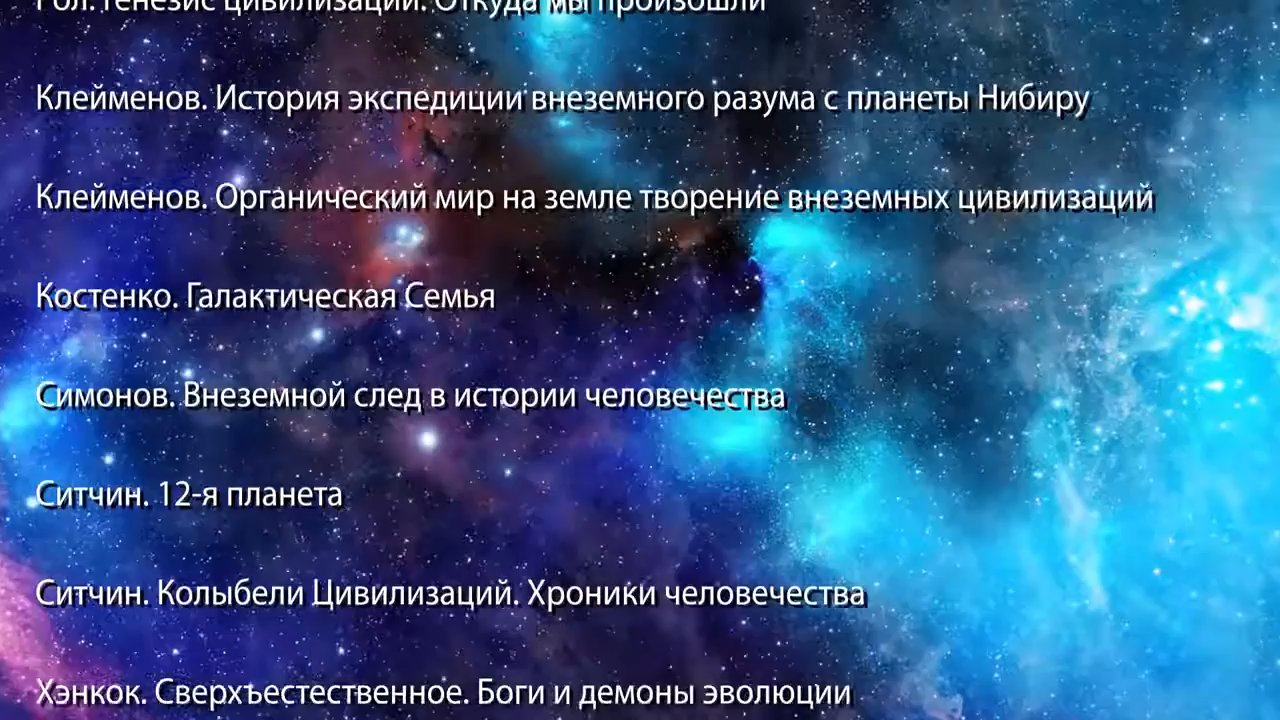 Рол. Генезис цивилизации. Откуда мы произошли
Клейменов. История экспедиции внеземного разума с планеты Нибиру
Клейменов. Органический мир на земле творение внеземных цивилизаций
Костенко. Галактическая Семья
Симонов. Внеземной след в истории человечества
Ситчин. 12-я планета
Ситчин. Колыбели Цивилизаций. Хроники человечества
Хэнкок. Сверхъестественное. Боги и демоны эволюции